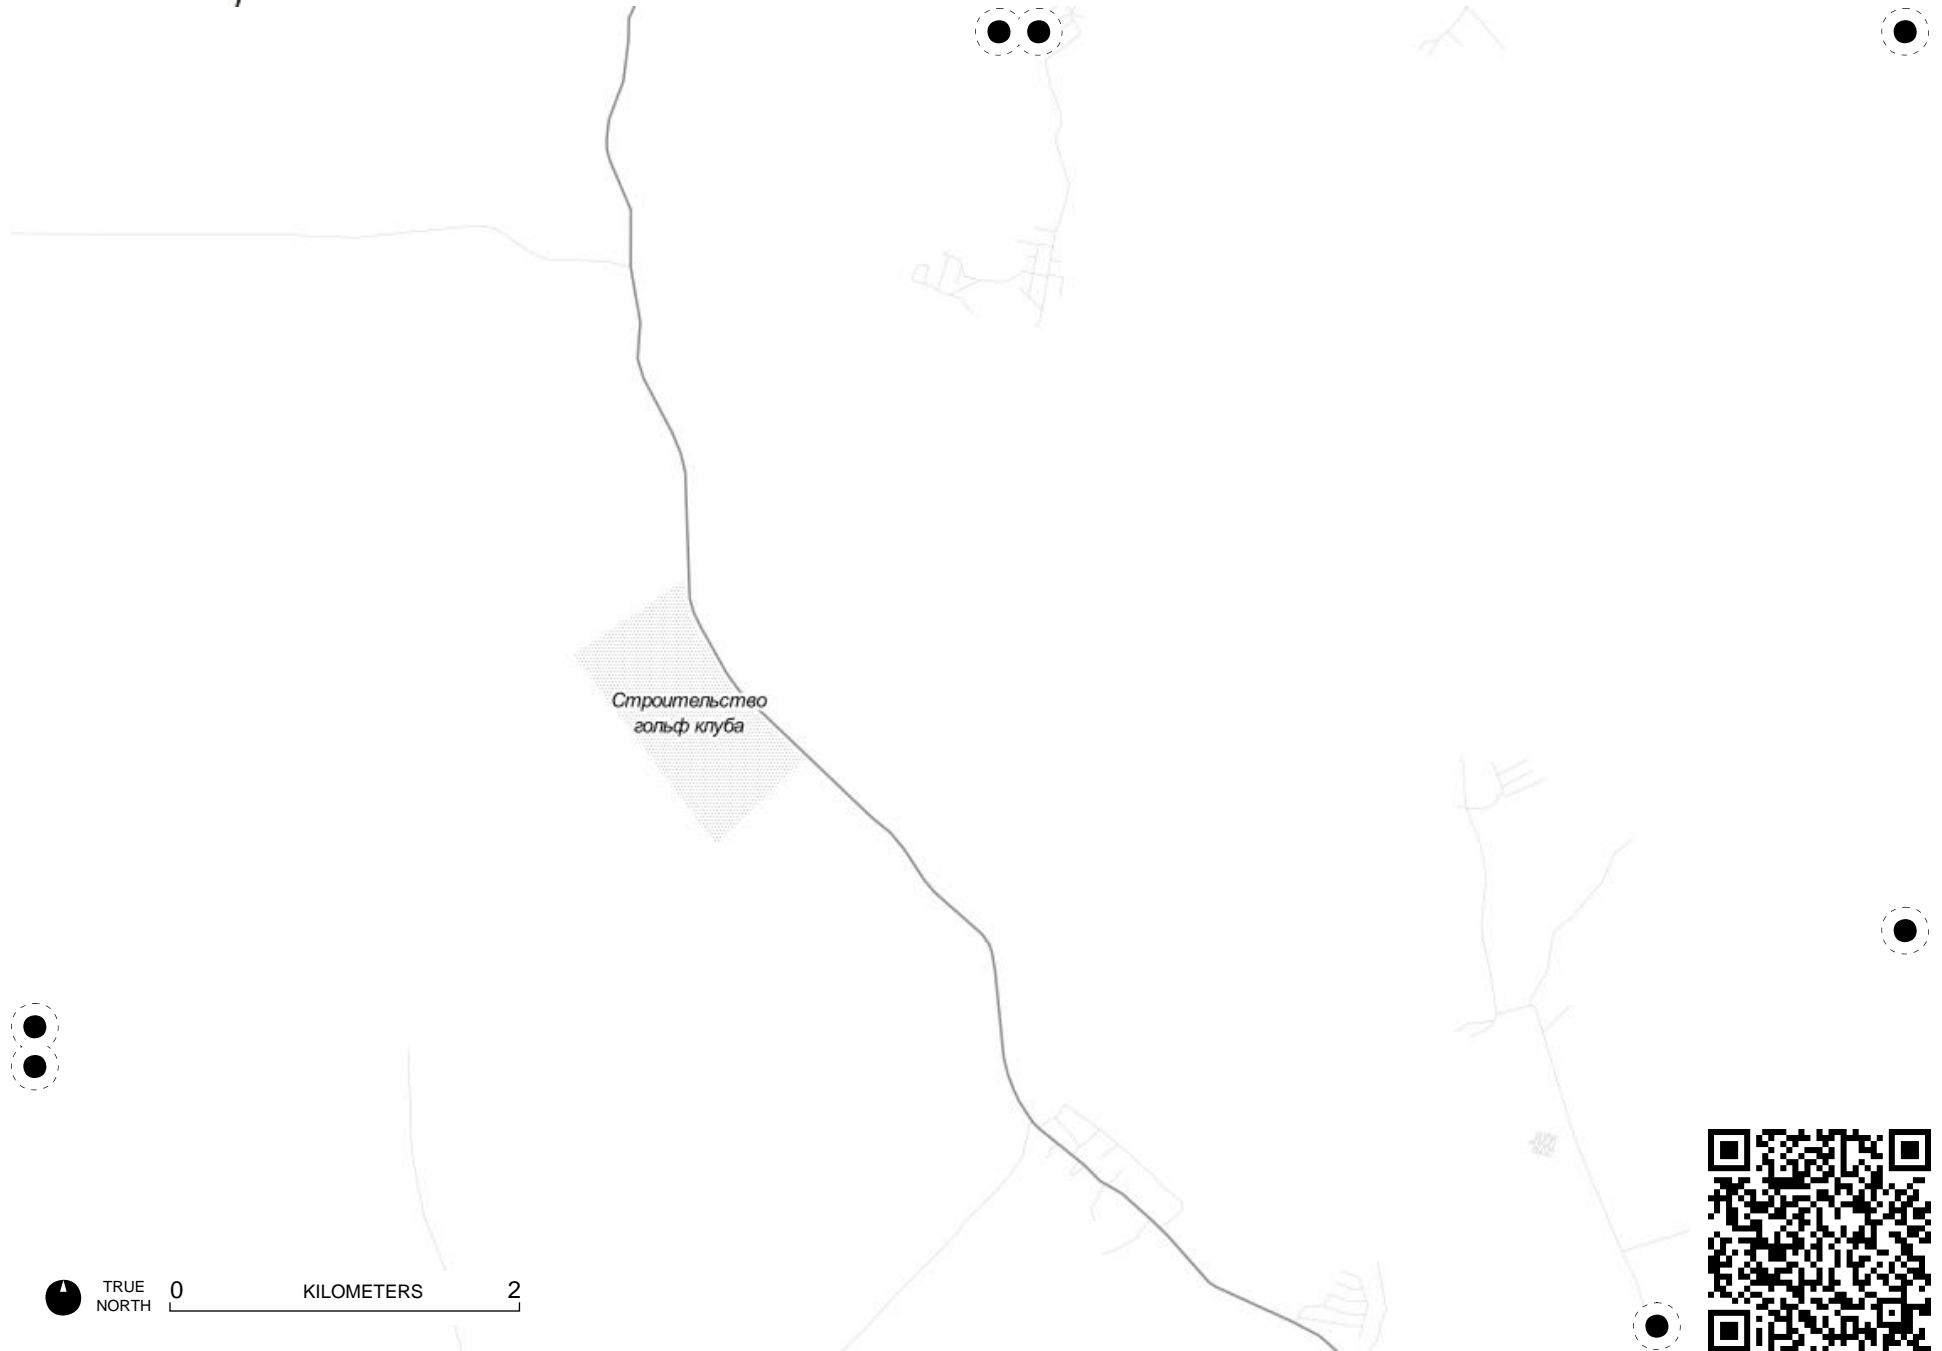 Строительство
гольф клуба
TRUE
NORTH
0 KILOMETERS 2